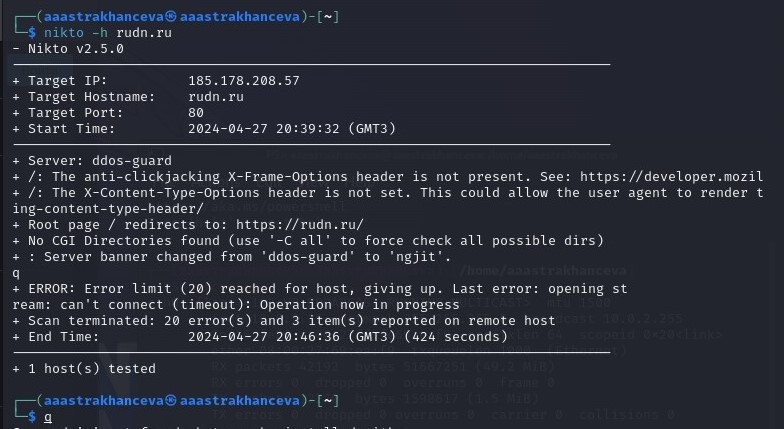 ┌──(aaastrakhanceva㉿aaastrakhanceva)-[~]
└─$ nikto -h rudn.ru
- Nikto v2.5.0
+ Target IP: 185.178.208.57
+ Target Hostname: rudn.ru
+ Target Port: 80
+ Start Time: 2024-04-27 20:39:32 (GMT3)
+ Server: ddos-guard
+ /: The anti-clickjacking X-Frame-Options header is not present. See: https://developer.mozil
+ /: The X-Content-Type-Options header is not set. This could allow the user agent to render t
ing-content-type-header/
+ Root page / redirects to: https://rudn.ru/
+ No CGI Directories found (use '-C all' to force check all possible dirs)
+ : Server banner changed from 'ddos-guard' to 'ngjit'.
q
+ ERROR: Error limit (20) reached for host, giving up. Last error: opening st
ream: can't connect (timeout): Operation now in progress
+ Scan terminated: 20 error(s) and 3 item(s) reported on remote host
+ End Time: 2024-04-27 20:46:36 (GMT3) (424 seconds)
+ 1 host(s) tested
┌──(aaastrakhanceva㉿aaastrakhanceva)-[~]
└─$ q